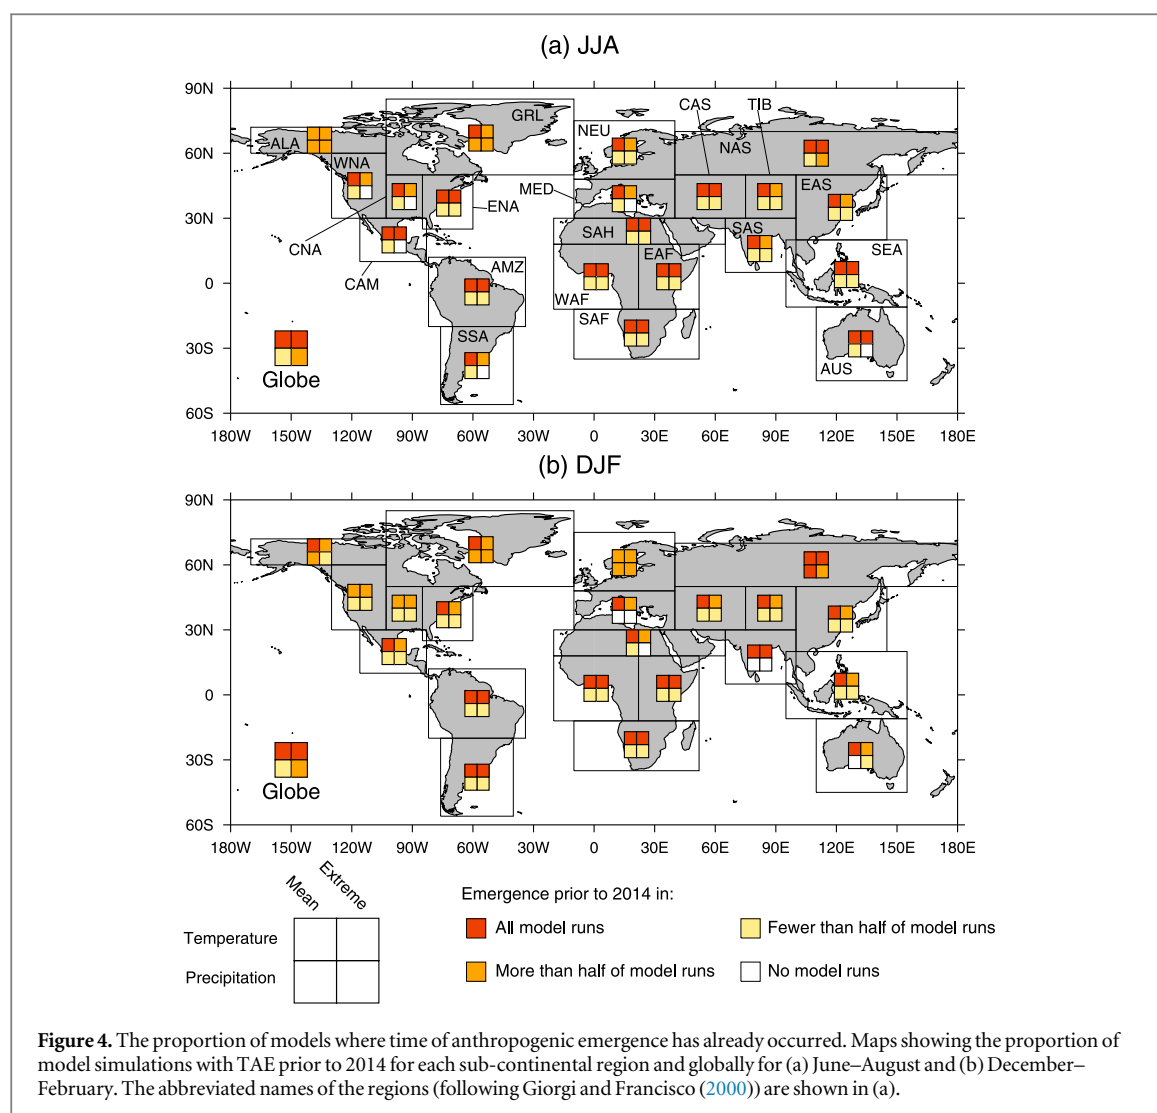 (a) JJA
90N
60N
30N
0
30S
60S
180W 150W 120W 90W 60W 30W 0 30E 60E 90E 120E 150E 180E
GRL
NEU
CAS
TIB
NAS
ALA
WNA
MED
EAS
ENA
CNA
CAM
SAH
SAS
EAF
SEA
AMZ
WAF
SAF
SSA
AUS
Globe
(b) DJF
90N
60N
30N
0
30S
60S
180W 150W 120W 90W 60W 30W 0 30E 60E 90E 120E 150E 180E
Globe
Mean
Extreme
Temperature
Precipitation
Emergence prior to 2014 in:
All model runs
Fewer than half of model runs
More than half of model runs
No model runs
Figure 4. The proportion of models where time of anthropogenic emergence has already occurred. Maps showing the proportion of
model simulations with TAE prior to 2014 for each sub-continental region and globally for (a) June–August and (b) December–
February. The abbreviated names of the regions (following Giorgi and Francisco (2000)) are shown in (a).